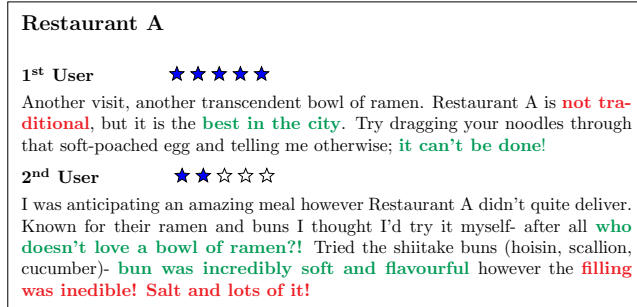 Restaurant A
1st User
Another visit, another transcendent bowl of ramen. Restaurant A is not tra-
ditional, but it is the best in the city. Try dragging your noodles through
that soft-poached egg and telling me otherwise; it can't be done!
2nd User
I was anticipating an amazing meal however Restaurant A didn't quite deliver.
Known for their ramen and buns I thought I'd try it myself- after all who
doesn't love a bowl of ramen?! Tried the shiitake buns (hoisin, scallion,
cucumber)- bun was incredibly soft and flavourful however the filling
was inedible! Salt and lots of it!